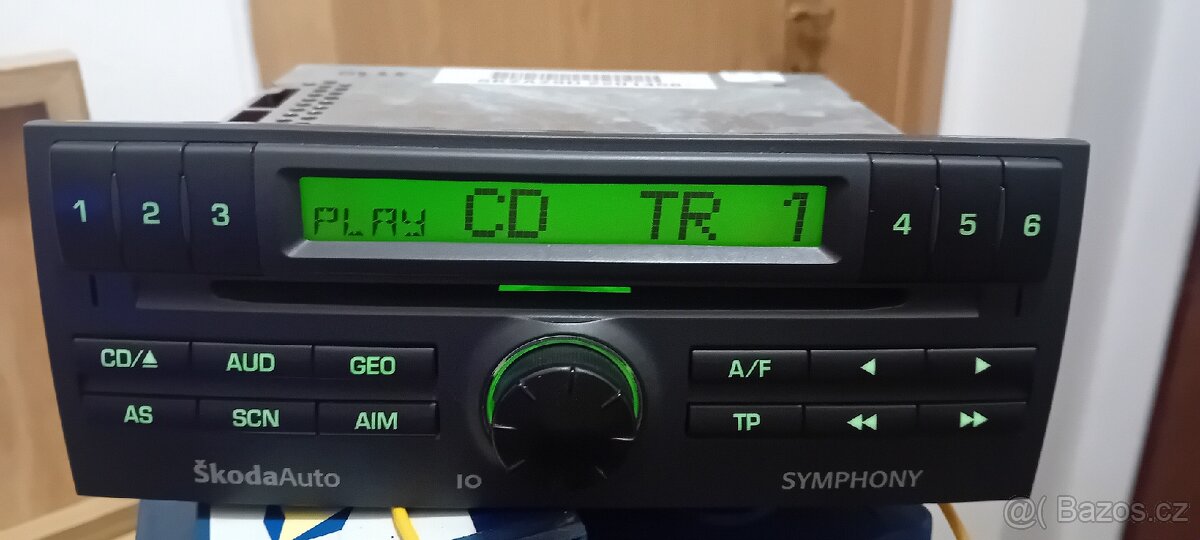 1 2 3
PLAY CD TR 1
4 5 6
CD/⏏ AUD GEO
AS SCN AIM
A/F ◀ ▶
TP ◀◀ ▶▶
ŠkodaAuto
IO
SYMPHONY
@( Bazos.cz